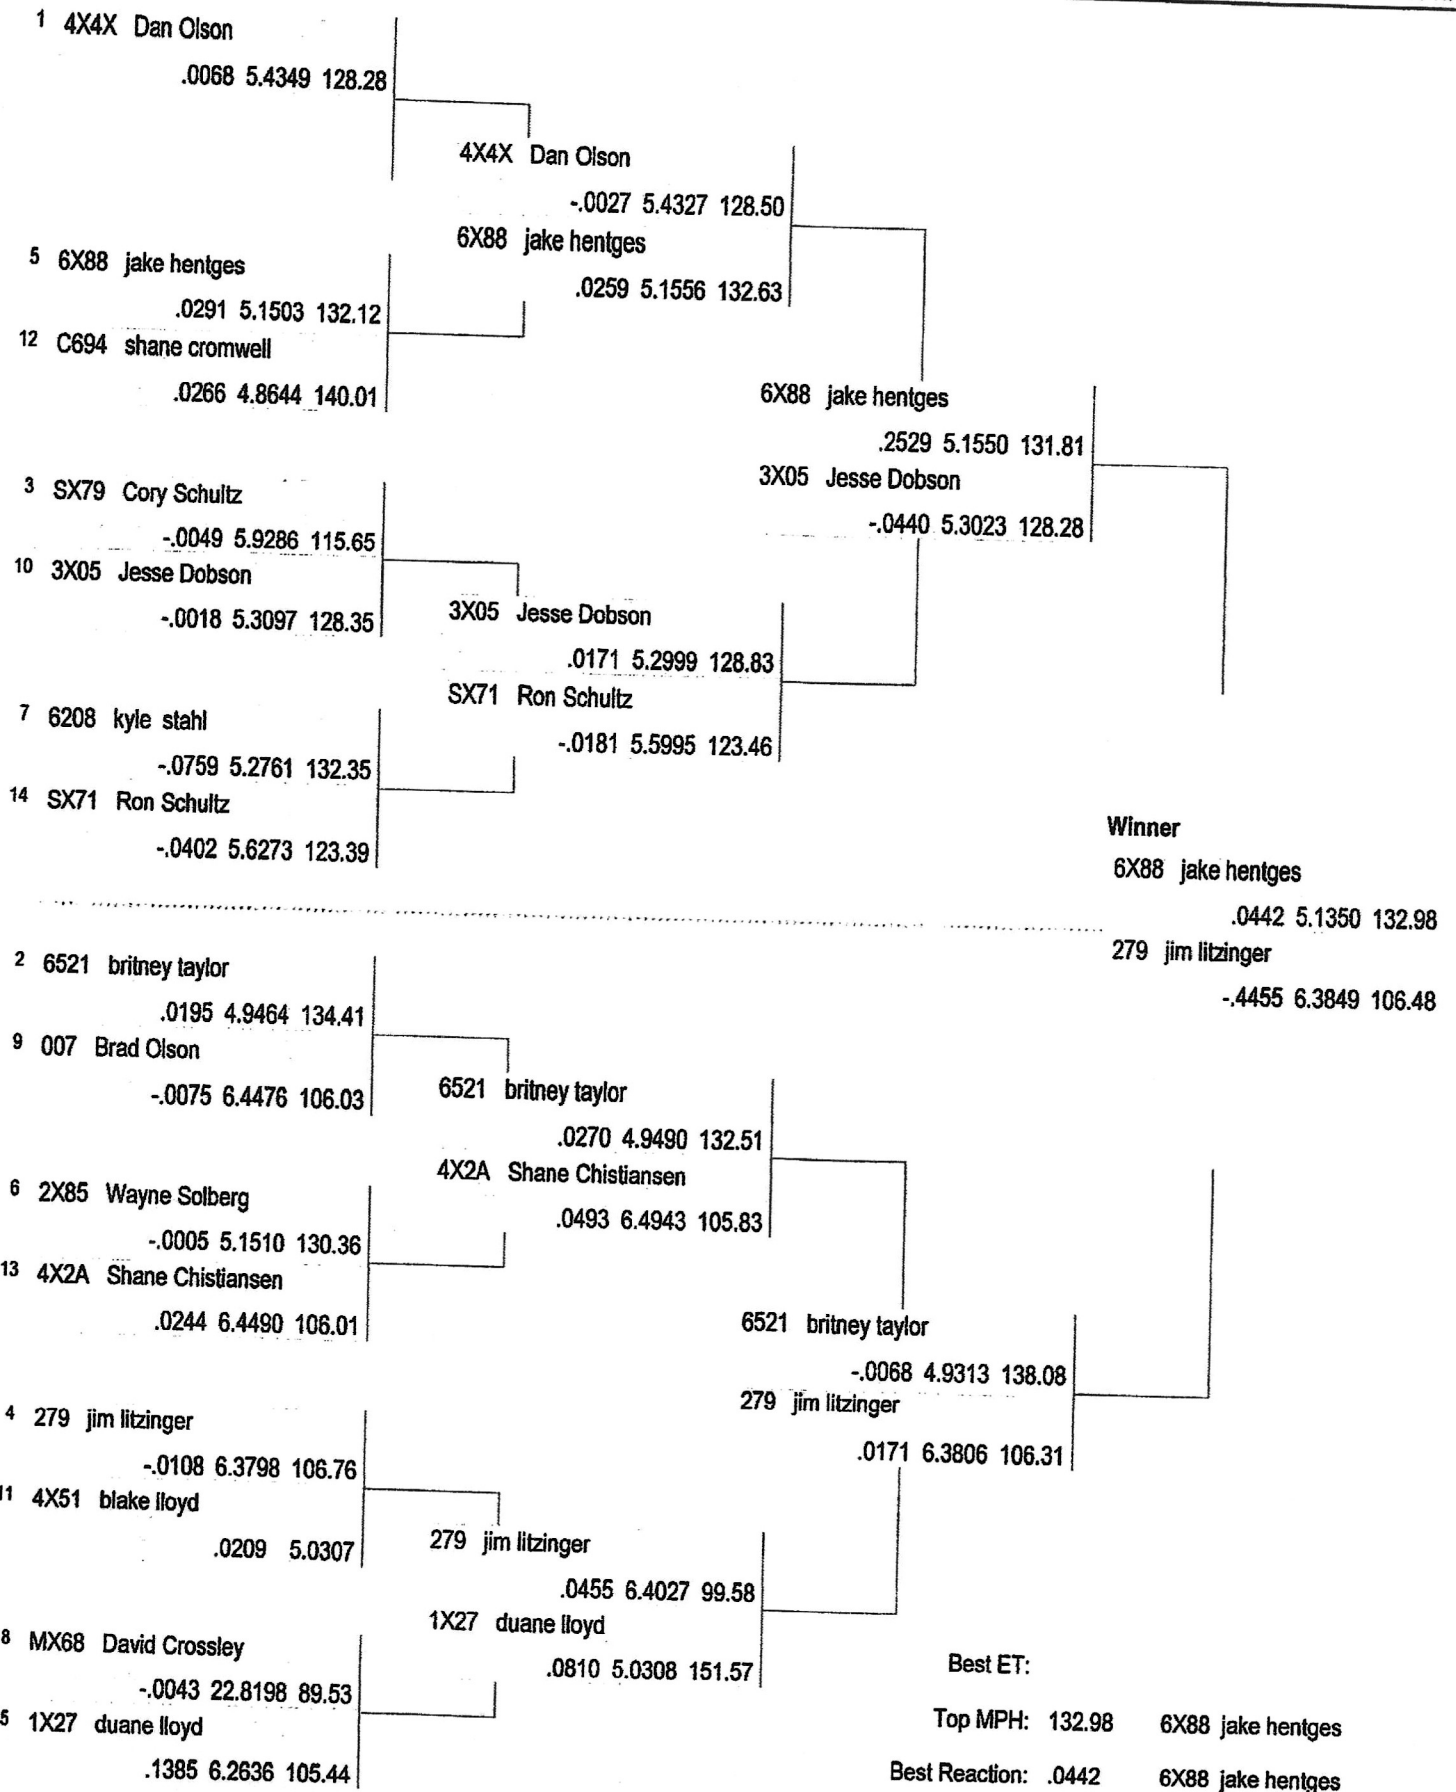 1 4X4X Dan Olson
.0068 5.4349 128.28
4X4X Dan Olson
-.0027 5.4327 128.50
6X88 jake hentges
.0259 5.1556 132.63
5 6X88 jake hentges
.0291 5.1503 132.12
12 C694 shane cromwell
.0266 4.8644 140.01
6X88 jake hentges
.2529 5.1550 131.81
3X05 Jesse Dobson
-.0440 5.3023 128.28
3 SX79 Cory Schultz
-.0049 5.9286 115.65
10 3X05 Jesse Dobson
-.0018 5.3097 128.35
3X05 Jesse Dobson
.0171 5.2999 128.83
SX71 Ron Schultz
-.0181 5.5995 123.46
7 6208 kyle stahl
-.0759 5.2761 132.35
14 SX71 Ron Schultz
-.0402 5.6273 123.39
Winner
6X88 jake hentges
.0442 5.1350 132.98
279 jim litzinger
-.4455 6.3849 106.48
2 6521 britney taylor
.0195 4.9464 134.41
9 007 Brad Olson
-.0075 6.4476 106.03
6521 britney taylor
.0270 4.9490 132.51
4X2A Shane Chistiansen
.0493 6.4943 105.83
6 2X85 Wayne Solberg
-.0005 5.1510 130.36
13 4X2A Shane Chistiansen
.0244 6.4490 106.01
6521 britney taylor
-.0068 4.9313 138.08
279 jim litzinger
.0171 6.3806 106.31
4 279 jim litzinger
-.0108 6.3798 106.76
11 4X51 blake lloyd
.0209 5.0307
279 jim litzinger
.0455 6.4027 99.58
1X27 duane lloyd
.0810 5.0308 151.57
8 MX68 David Crossley
-.0043 22.8198 89.53
5 1X27 duane lloyd
.1385 6.2636 105.44
Best ET:
Top MPH: 132.98 6X88 jake hentges
Best Reaction: .0442 6X88 jake hentges